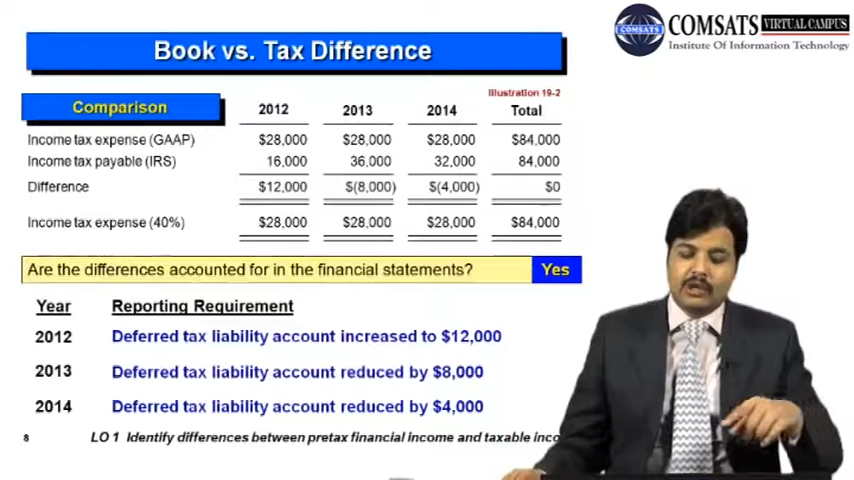 Book vs. Tax Difference
COMSATS VIRTUAL CAMPUS
COMSATS
Institute Of Information Technology
Illustration 19-2
Comparison 2012 2013 2014 Total
Income tax expense (GAAP) $28,000 $28,000 $28,000 $84,000
Income tax payable (IRS) 16,000 36,000 32,000 84,000
Difference $12,000 $(8,000) $(4,000) $0
Income tax expense (40%) $28,000 $28,000 $28,000 $84,000
Are the differences accounted for in the financial statements? Yes
Year Reporting Requirement
2012 Deferred tax liability account increased to $12,000
2013 Deferred tax liability account reduced by $8,000
2014 Deferred tax liability account reduced by $4,000
8 LO 1 Identify differences between pretax financial income and taxable inco